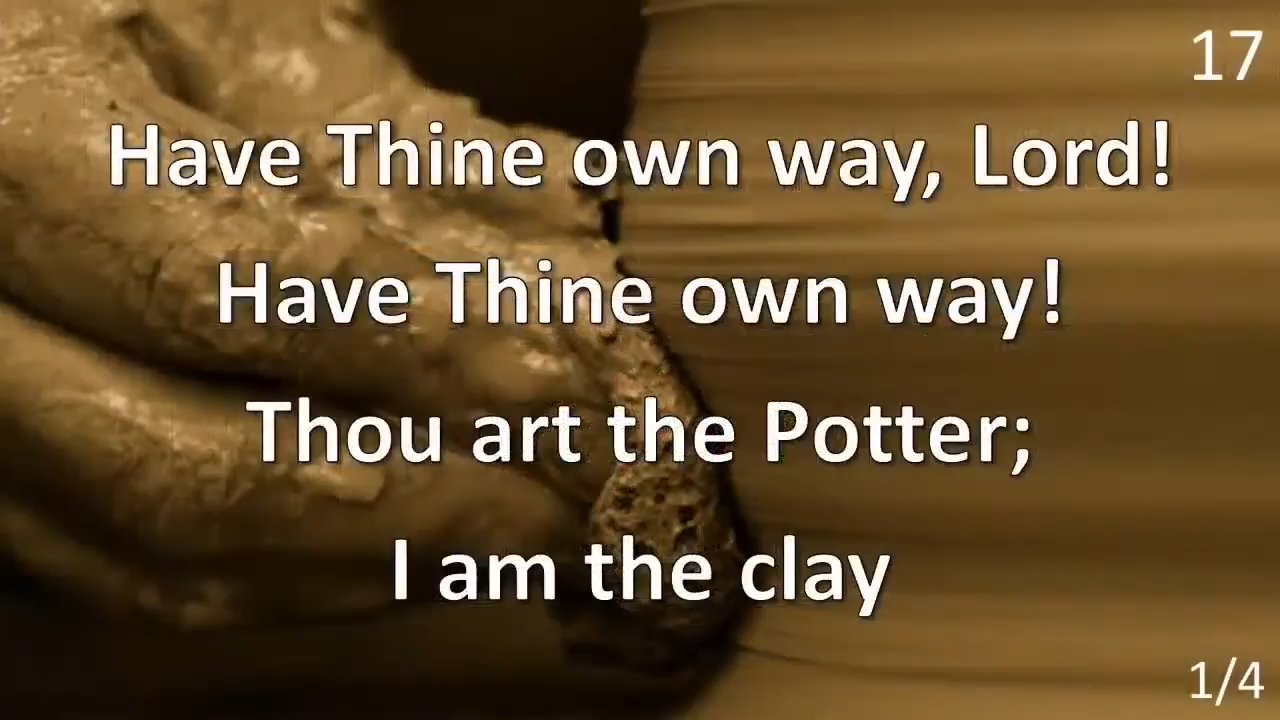 17
Have Thine own way, Lord!
Have Thine own way!
Thou art the Potter;
I am the clay
1/4